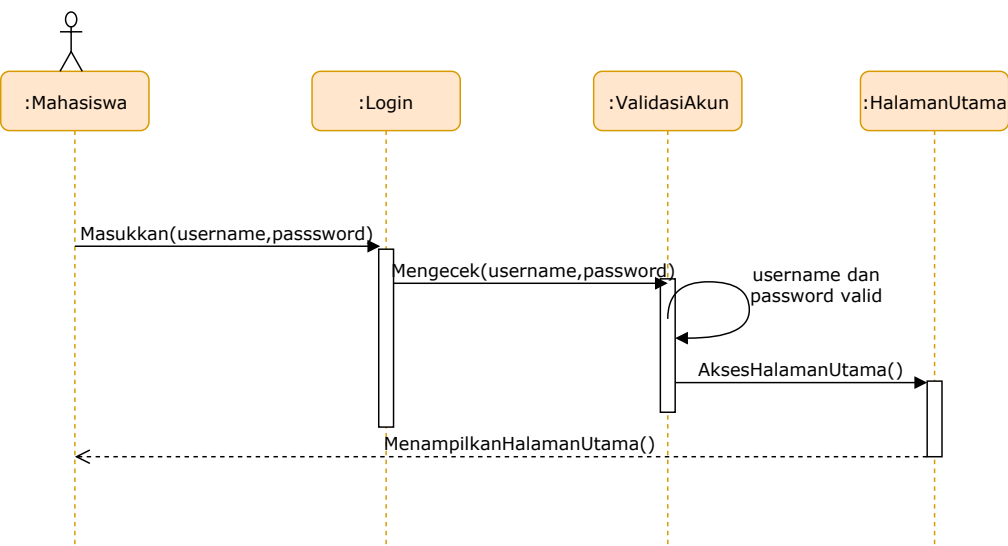 :Mahasiswa
:Login
:ValidasiAkun
:HalamanUtama
Masukkan(username,passsword)
Mengecek(username,password)
username dan
password valid
AksesHalamanUtama()
MenampilkanHalamanUtama()